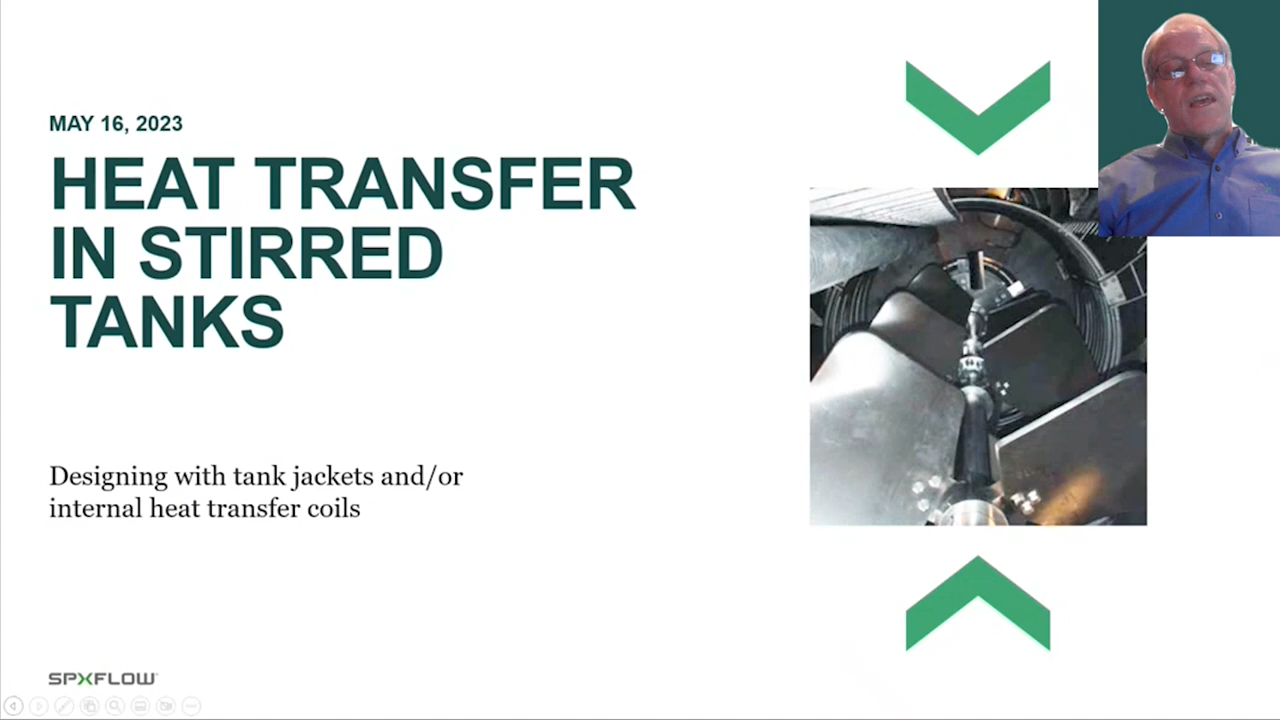 MAY 16, 2023
HEAT TRANSFER
IN STIRRED
TANKS
Designing with tank jackets and/or
internal heat transfer coils
SPXFLOW